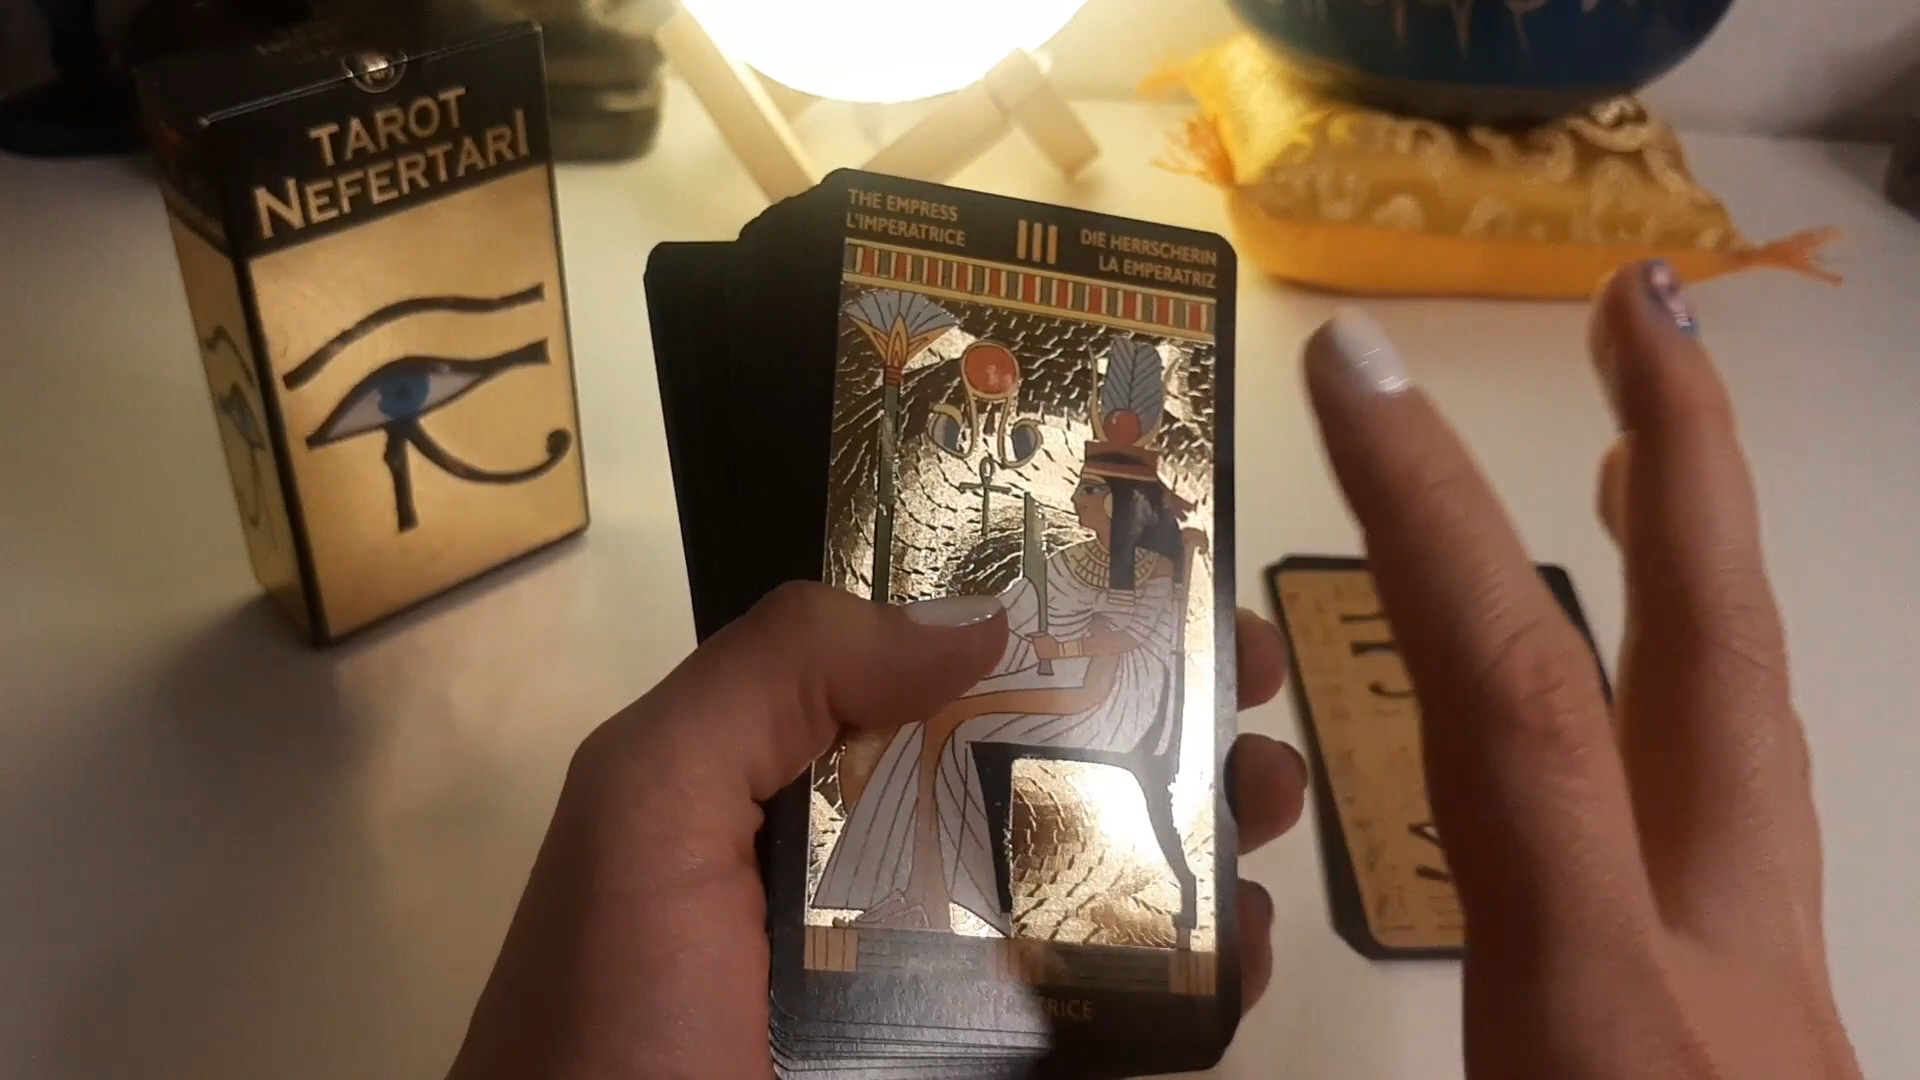 TAROT
NEFERTARI
THE EMPRESS
L'IMPERATRICE
III
DIE HERRSCHERIN
LA EMPERATRIZ